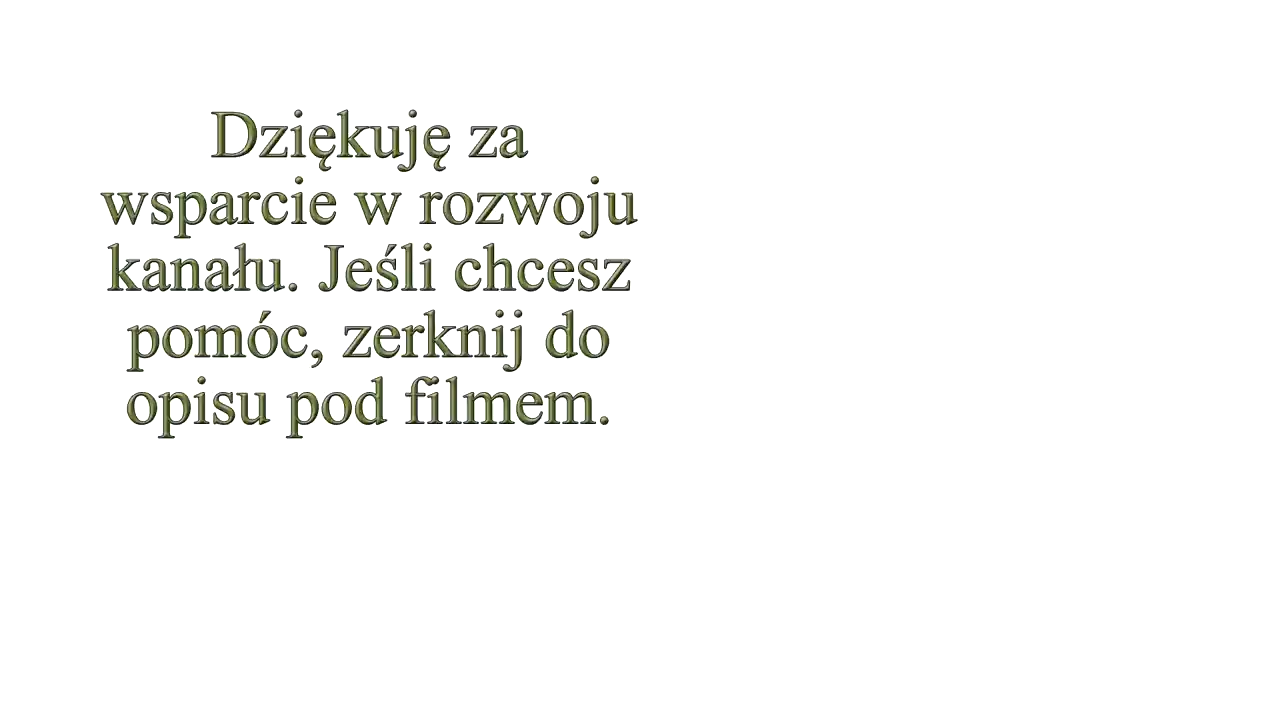 Dziękuję za
wsparcie w rozwoju
kanału. Jeśli chcesz
pomóc, zerknij do
opisu pod filmem.